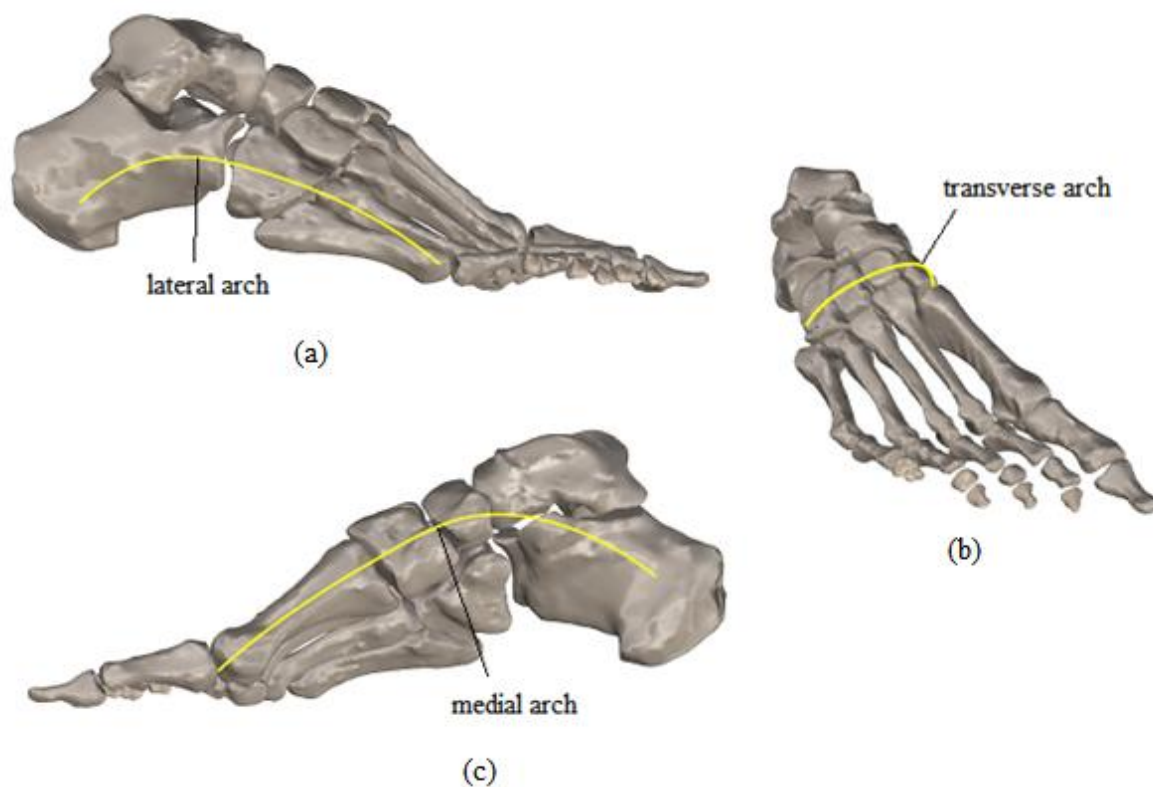 lateral arch
(a)
transverse arch
(b)
medial arch
(c)